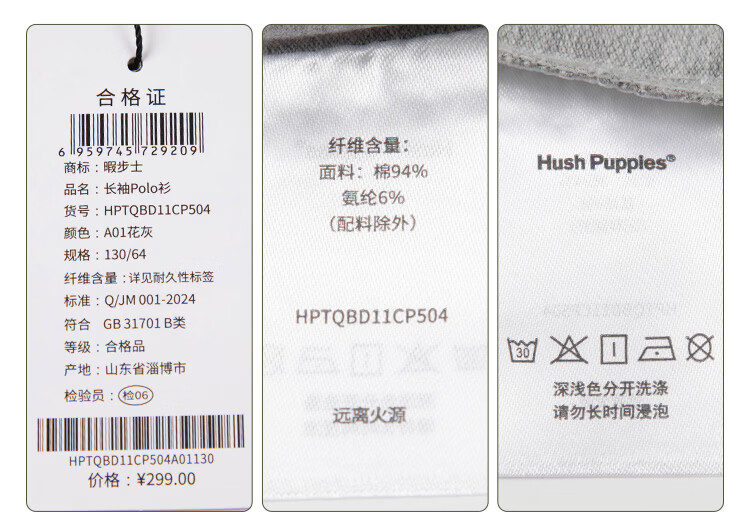 合格证
6 959745 729209
商标：暇步士
品名：长袖Polo衫
货号：HPTQBD11CP504
颜色：A01花灰
规格：130/64
纤维含量：详见耐久性标签
标准：Q/JM 001-2024
符合 GB 31701 B类
等级：合格品
产地：山东省淄博市
检验员：检06
HPTQBD11CP504A01130
价格：¥299.00
纤维含量：
面料：棉94%
氨纶6%
（配料除外）
HPTQBD11CP504
远离火源
Hush Puppies®
30
深浅色分开洗涤
请勿长时间浸泡